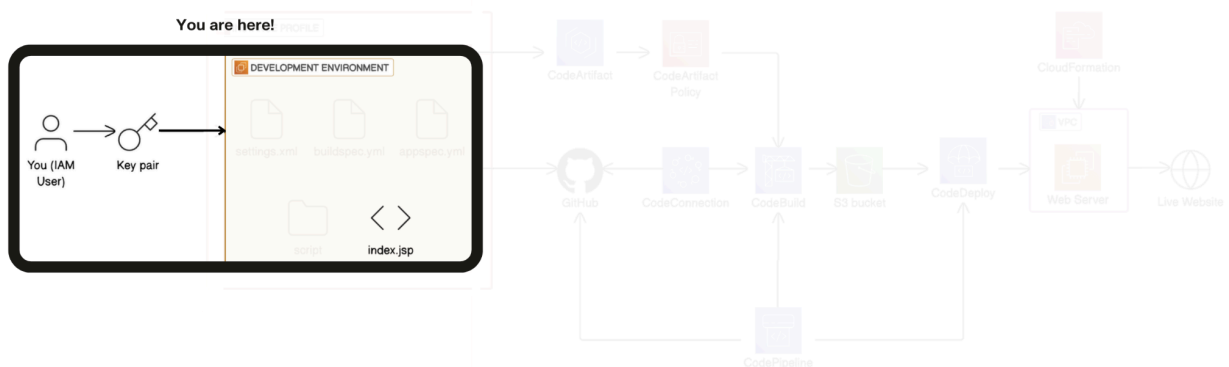 You are here!
PROFILE
DEVELOPMENT ENVIRONMENT
settings.xml
buildspec.yml
appspec.yml
You (IAM
User)
Key pair
script
index.jsp
CodeArtifact
CodeArtifact
Policy
CloudFormation
VPC
GitHub
CodeConnection
CodeBuild
S3 bucket
CodeDeploy
Web Server
Live Website
CodePipeline